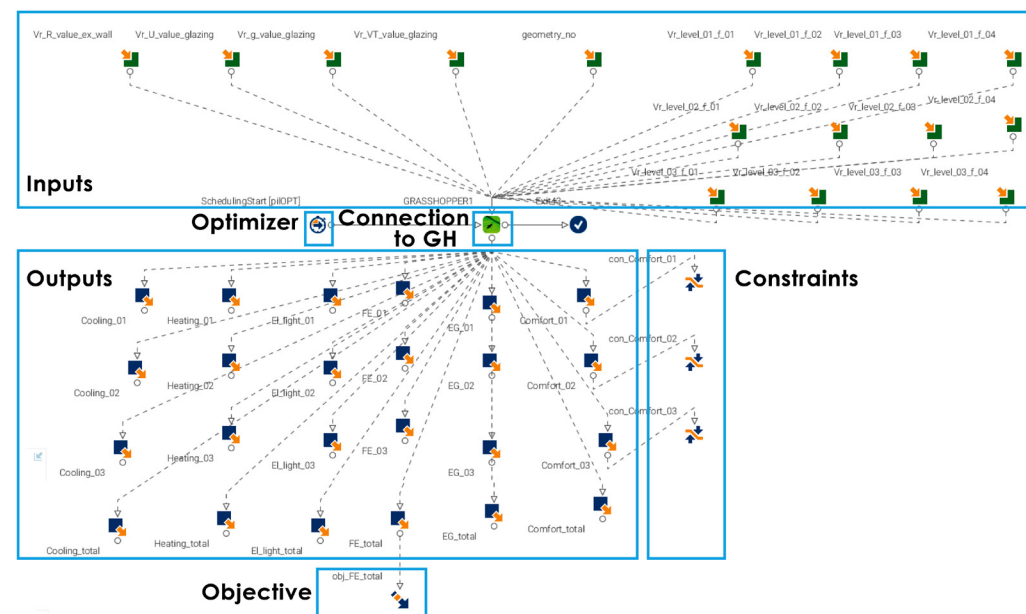 Vr_R_value_ex_wall Vr_U_value_glazing Vr_g_value_glazing Vr_VT_value_glazing geometry_no Vr_level_01_f_01 Vr_level_01_f_02 Vr_level_01_f_03 Vr_level_01_f_04
Vr_level_02_f_01 Vr_level_02_f_02 Vr_level_02_f_03 Vr_level_02_f_04
Vr_level_03_f_01 Vr_level_03_f_02 Vr_level_03_f_03 Vr_level_03_f_04
Inputs
SchedulingStart [pilOPT] GRASSHOPPER1
Optimizer Connection
to GH
Outputs Constraints
con_Comfort_01
Cooling_01 Heating_01 El_light_01 FE_01 EG_01 Comfort_01
con_Comfort_02
Cooling_02 Heating_02 El_light_02 FE_02 EG_02 Comfort_02
con_Comfort_03
Cooling_03 Heating_03 El_light_03 FE_03 EG_03 Comfort_03
Cooling_total Heating_total El_light_total FE_total EG_total Comfort_total
Objective obj_FE_total